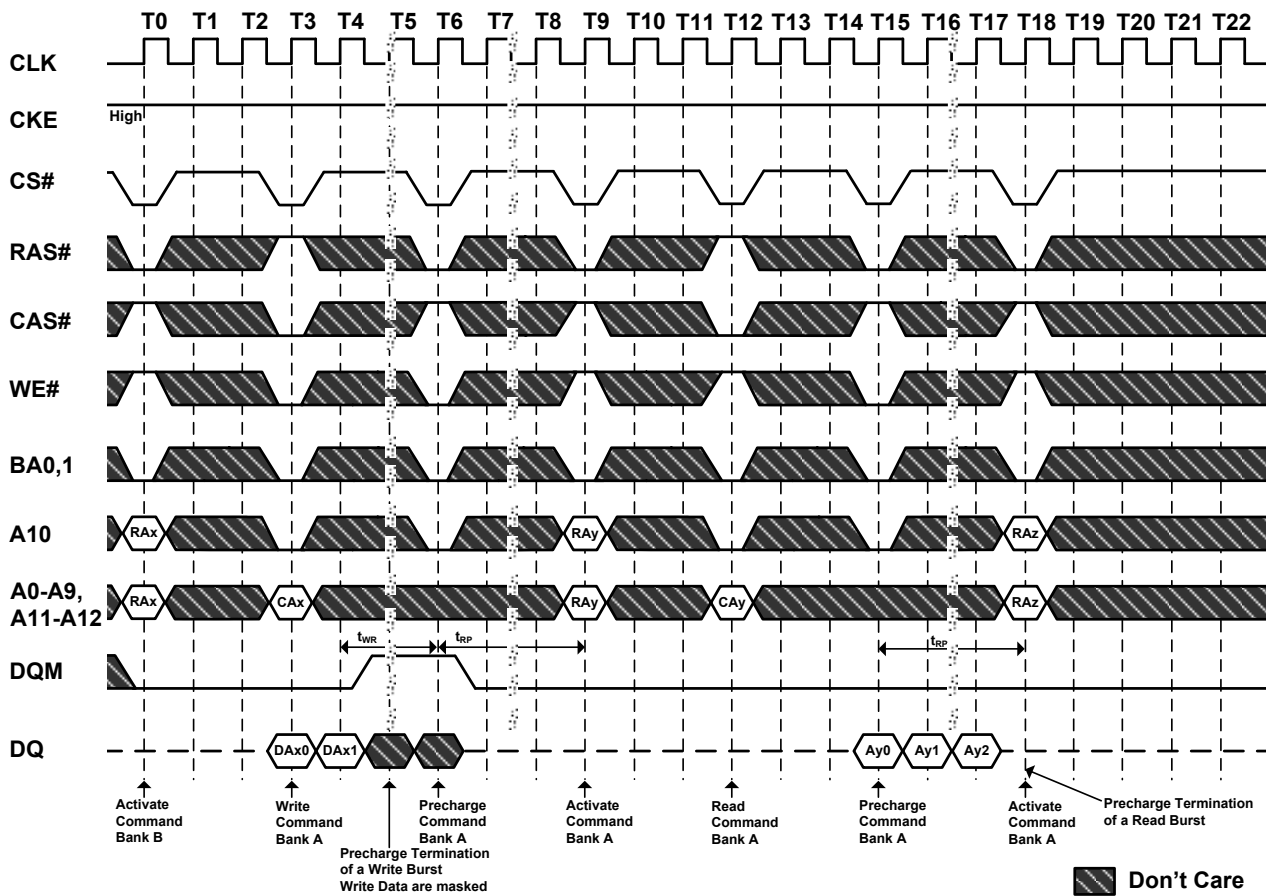 T0 T1 T2 T3 T4 T5 T6 T7 T8 T9 T10 T11 T12 T13 T14 T15 T16 T17 T18 T19 T20 T21 T22
CLK
CKE
High
CS#
RAS#
CAS#
WE#
BA0,1
A10
RAx RAy RAz
A0-A9,
A11-A12
RAx CAx RAy CAy RAz
tWR tRP tRP
DQM
DQ
DAx0 DAx1 Ay0 Ay1 Ay2
Activate
Command
Bank B
Write
Command
Bank A
Precharge Termination
of a Write Burst
Write Data are masked
Precharge
Command
Bank A
Activate
Command
Bank A
Read
Command
Bank A
Precharge
Command
Bank A
Activate
Command
Bank A
Precharge Termination
of a Read Burst
Don't Care